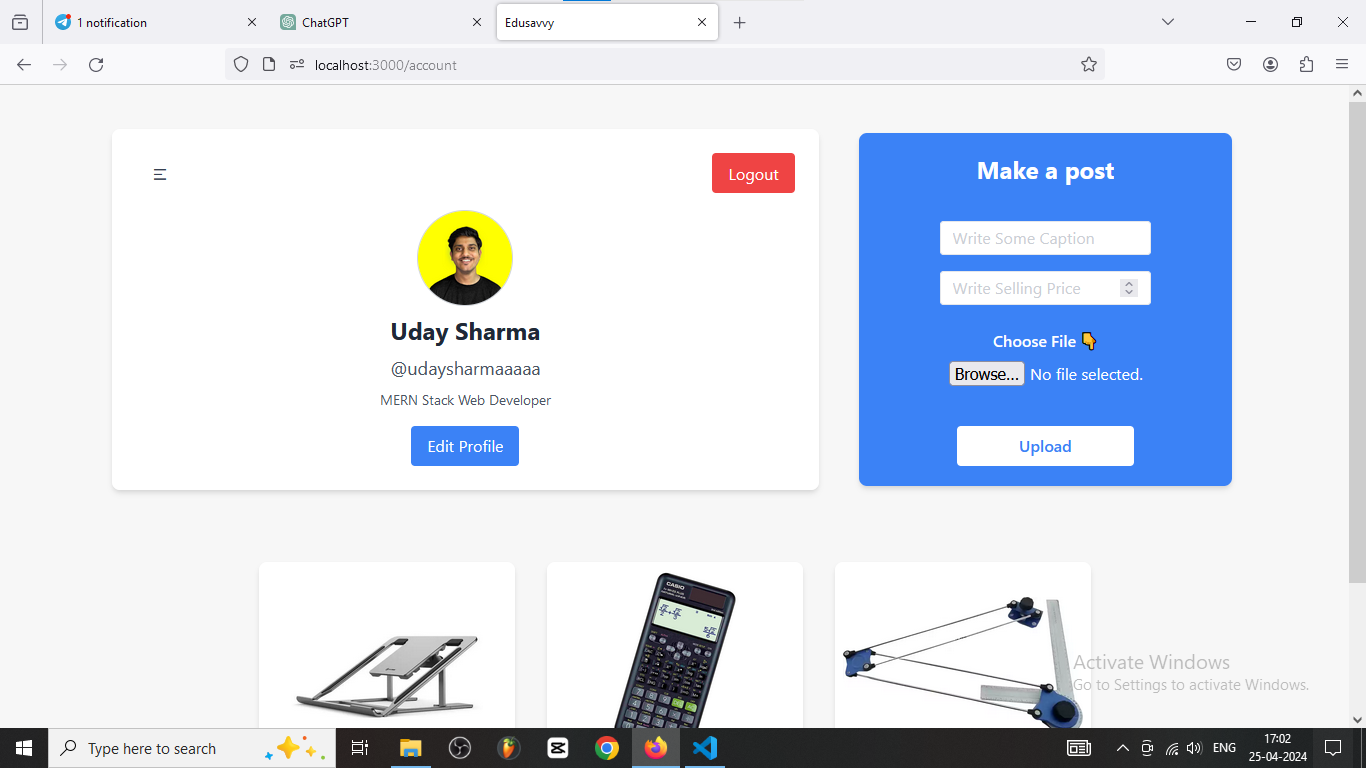 1 notification
ChatGPT
Edusavvy
localhost:3000/account
Logout
Uday Sharma
@udaysharmaaaaa
MERN Stack Web Developer
Edit Profile
Make a post
Write Some Caption
Write Selling Price
Choose File 👇
Browse... No file selected.
Upload
CASIO
Activate Windows
Go to Settings to activate Windows.
Type here to search
ENG
17:02
25-04-2024